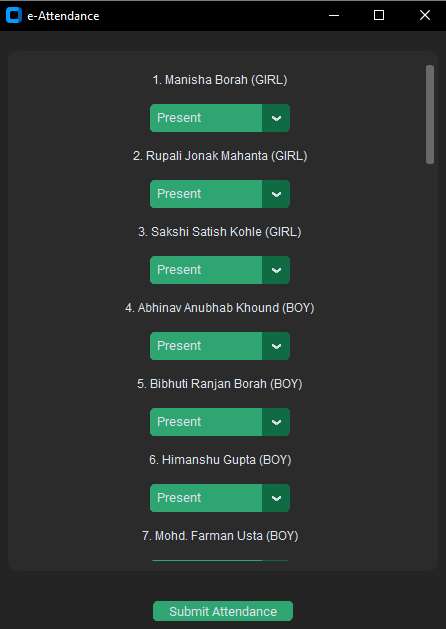 e-Attendance
1. Manisha Borah (GIRL)
Present
2. Rupali Jonak Mahanta (GIRL)
Present
3. Sakshi Satish Kohle (GIRL)
Present
4. Abhinav Anubhab Khound (BOY)
Present
5. Bibhuti Ranjan Borah (BOY)
Present
6. Himanshu Gupta (BOY)
Present
7. Mohd. Farman Usta (BOY)
Submit Attendance